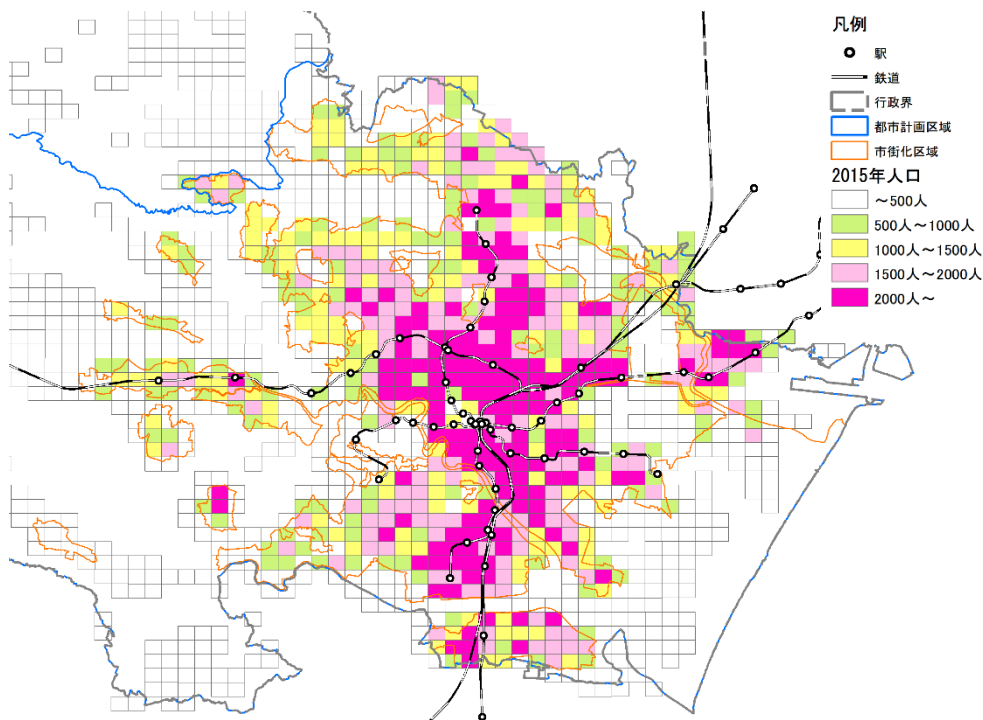 凡例
駅
鉄道
行政界
都市計画区域
市街化区域
2015年人口
～500人
500人～1000人
1000人～1500人
1500人～2000人
2000人～